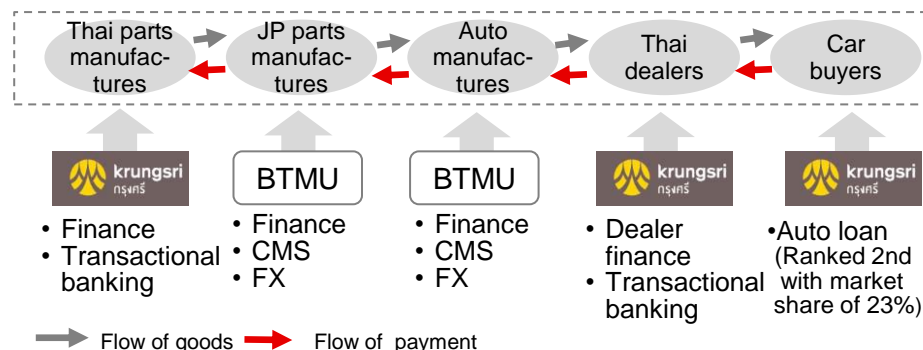 Thai parts
manufac-
tures
JP parts
manufac-
tures
Auto
manufac-
tures
Thai
dealers
Car
buyers
krungsri
กรุงศรี
BTMU
BTMU
krungsri
กรุงศรี
krungsri
กรุงศรี
• Finance
• Transactional
banking
• Finance
• CMS
• FX
• Finance
• CMS
• FX
• Dealer
finance
• Transactional
banking
•Auto loan
(Ranked 2nd
with market
share of 23%)
Flow of goods
Flow of payment